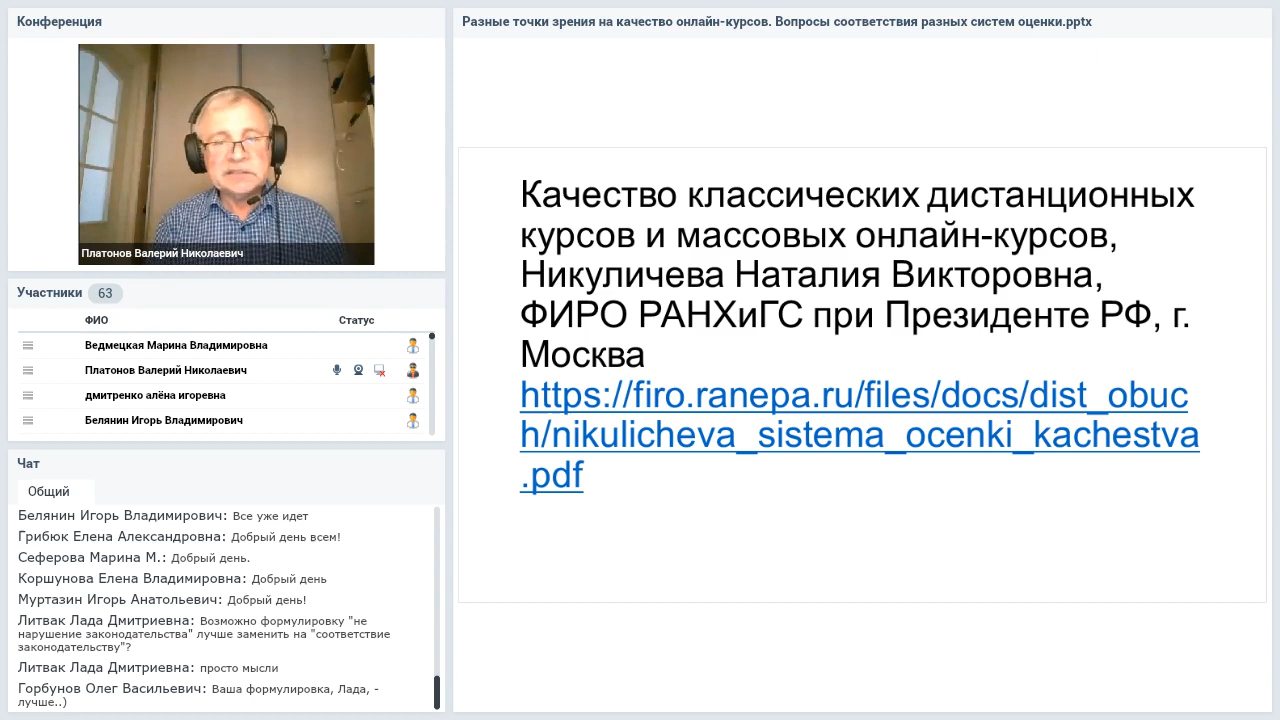 Конференция
Платонов Валерий Николаевич
Участники 63
ФИО Статус
Ведмецкая Марина Владимировна
Платонов Валерий Николаевич
дмитренко алёна игоревна
Белянин Игорь Владимирович
Чат
Общий
Белянин Игорь Владимирович: Все уже идет
Грибюк Елена Александровна: Добрый день всем!
Сеферова Марина М.: Добрый день.
Коршунова Елена Владимировна: Добрый день
Муртазин Игорь Анатольевич: Добрый день!
Литвак Лада Дмитриевна: Возможно формулировку "не
нарушение законодательства" лучше заменить на "соответствие
законодательству"?
Литвак Лада Дмитриевна: просто мысли
Горбунов Олег Васильевич: Ваша формулировка, Лада, -
лучше..)
Разные точки зрения на качество онлайн-курсов. Вопросы соответствия разных систем оценки.pptx
Качество классических дистанционных
курсов и массовых онлайн-курсов,
Никуличева Наталия Викторовна,
ФИРО РАНХиГС при Президенте РФ, г.
Москва
https://firo.ranepa.ru/files/docs/dist_obuc
h/nikulicheva_sistema_ocenki_kachestva
.pdf